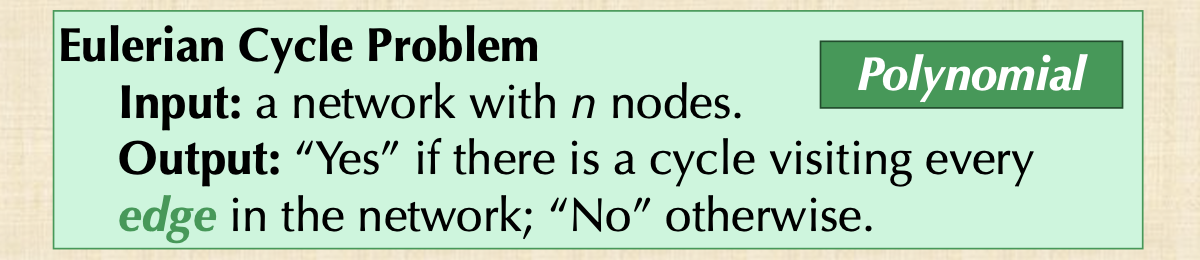 Eulerian Cycle Problem
Polynomial
Input: a network with n nodes.
Output: “Yes” if there is a cycle visiting every
edge in the network; “No” otherwise.